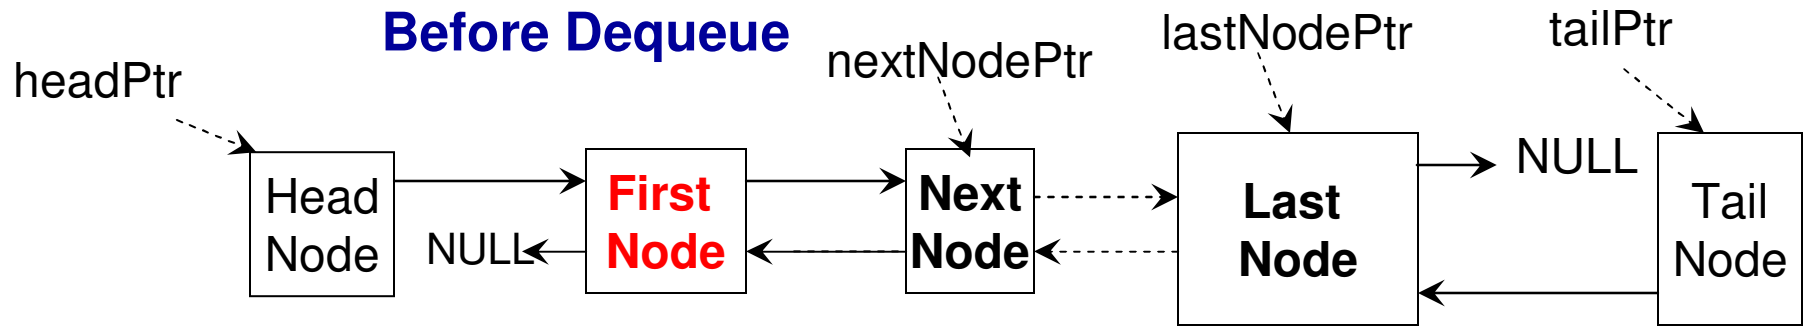 Before Dequeue
headPtr
nextNodePtr
lastNodePtr
tailPtr
Head
Node
NULL
First
Node
Next
Node
Last
Node
NULL
Tail
Node